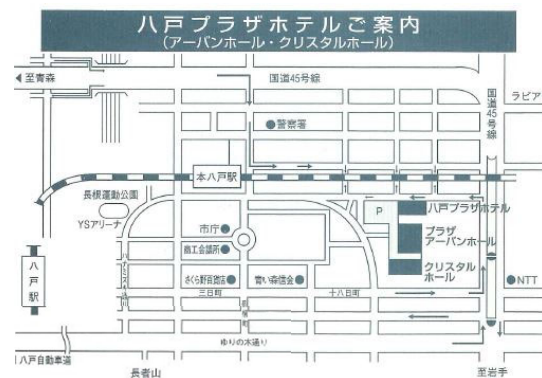 八戸プラザホテルご案内
(アーバンホール・クリスタルホール)
至青森
国道45号線
国道45号線
ラピア
警察署
本八戸駅
長根運動公園
YSアリーナ
市庁
商工会議所
さくら野百貨店
青い森信金
三日町
十八日町
P
八戸プラザホテル
プラザ
アーバンホール
クリスタル
ホール
NTT
八戸駅
ゆりの木通り
八戸自動車道
長者山
至岩手